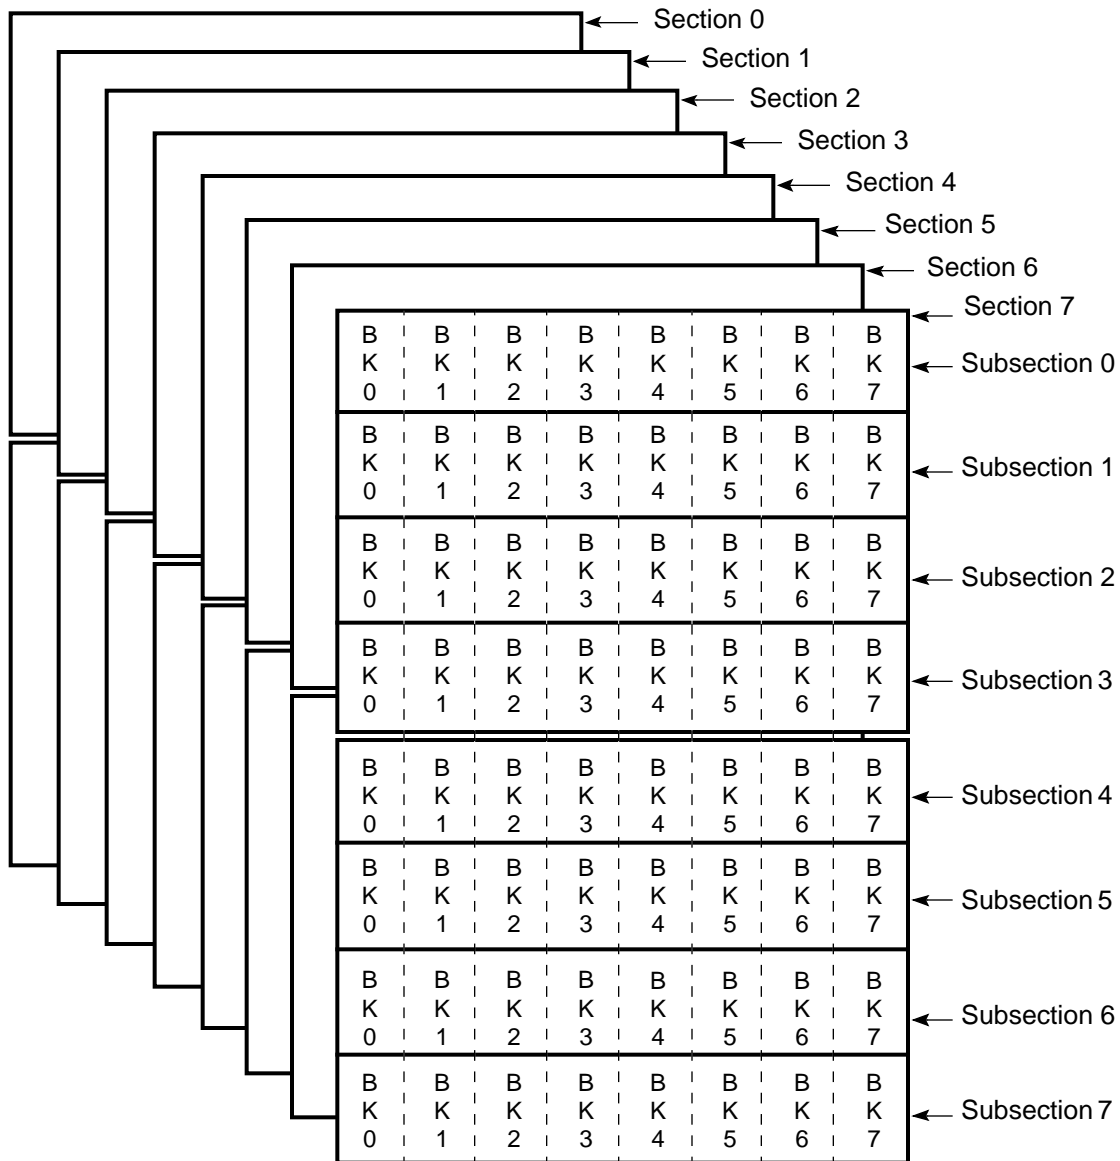 Section 0
Section 1
Section 2
Section 3
Section 4
Section 5
Section 6
Section 7
B B B B B B B B
K K K K K K K K
0 1 2 3 4 5 6 7
Subsection 0
B B B B B B B B
K K K K K K K K
0 1 2 3 4 5 6 7
Subsection 1
B B B B B B B B
K K K K K K K K
0 1 2 3 4 5 6 7
Subsection 2
B B B B B B B B
K K K K K K K K
0 1 2 3 4 5 6 7
Subsection 3
B B B B B B B B
K K K K K K K K
0 1 2 3 4 5 6 7
Subsection 4
B B B B B B B B
K K K K K K K K
0 1 2 3 4 5 6 7
Subsection 5
B B B B B B B B
K K K K K K K K
0 1 2 3 4 5 6 7
Subsection 6
B B B B B B B B
K K K K K K K K
0 1 2 3 4 5 6 7
Subsection 7